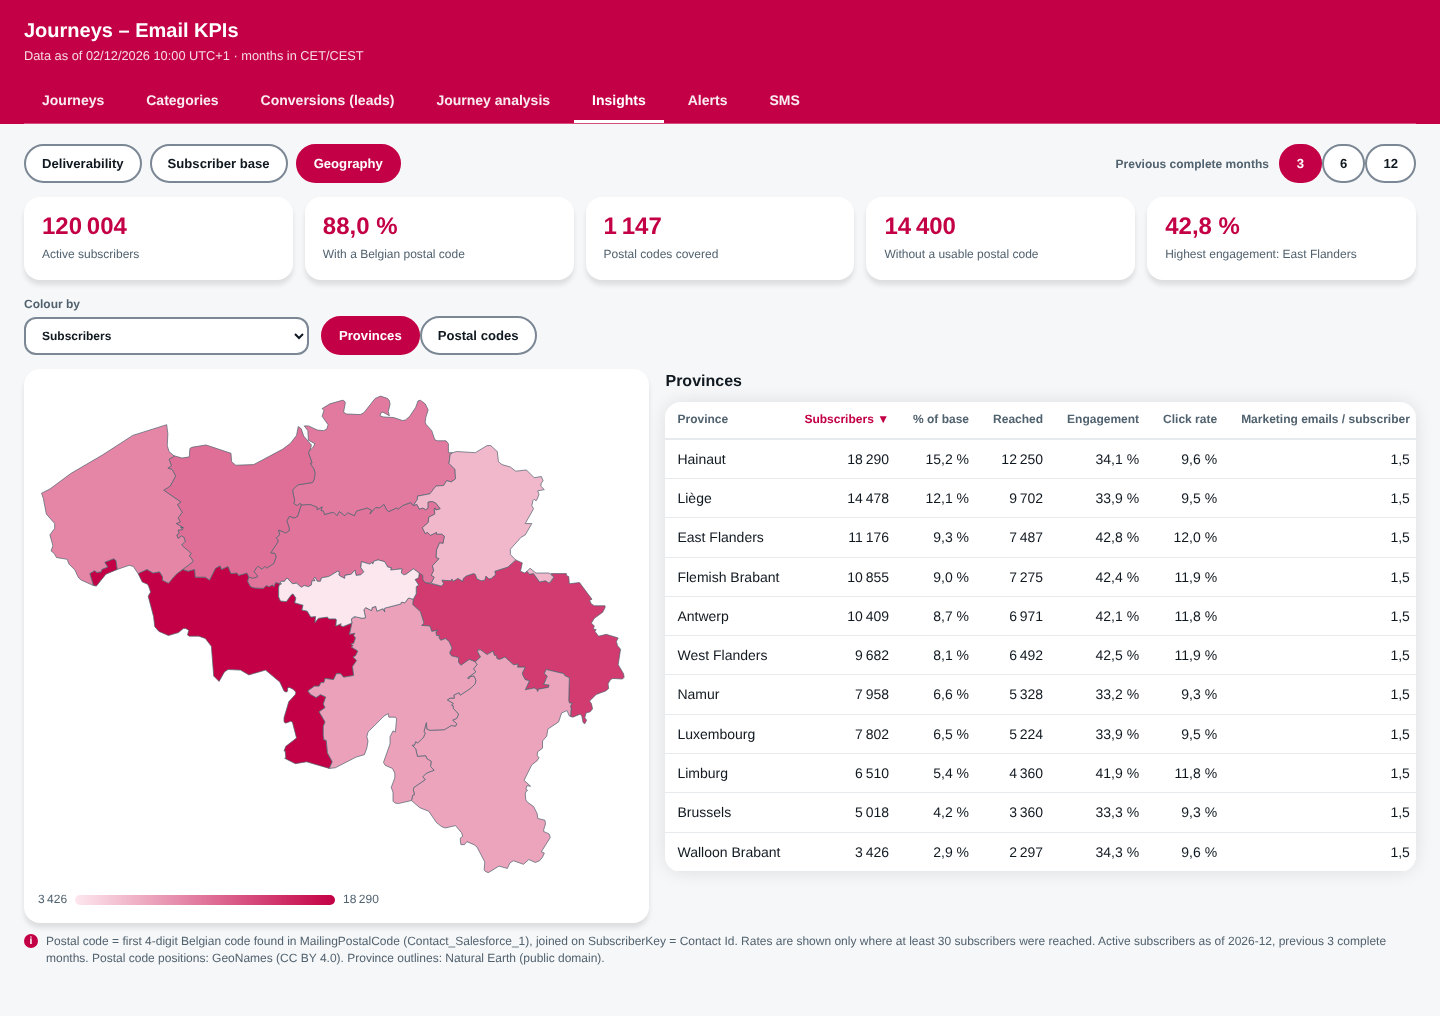 Journeys – Email KPIs
Data as of 02/12/2026 10:00 UTC+1 · months in CET/CEST
Journeys Categories Conversions (leads) Journey analysis Insights Alerts SMS
Deliverability Subscriber base Geography Previous complete months 3 6 12
120 004 88,0 % 1 147 14 400 42,8 %
Active subscribers With a Belgian postal code Postal codes covered Without a usable postal code Highest engagement: East Flanders
Colour by
Subscribers Provinces Postal codes
Provinces
Province Subscribers ▼ % of base Reached Engagement Click rate Marketing emails / subscriber
Hainaut 18 290 15,2 % 12 250 34,1 % 9,6 % 1,5
Liège 14 478 12,1 % 9 702 33,9 % 9,5 % 1,5
East Flanders 11 176 9,3 % 7 487 42,8 % 12,0 % 1,5
Flemish Brabant 10 855 9,0 % 7 275 42,4 % 11,9 % 1,5
Antwerp 10 409 8,7 % 6 971 42,1 % 11,8 % 1,5
West Flanders 9 682 8,1 % 6 492 42,5 % 11,9 % 1,5
Namur 7 958 6,6 % 5 328 33,2 % 9,3 % 1,5
Luxembourg 7 802 6,5 % 5 224 33,9 % 9,5 % 1,5
Limburg 6 510 5,4 % 4 360 41,9 % 11,8 % 1,5
Brussels 5 018 4,2 % 3 360 33,3 % 9,3 % 1,5
Walloon Brabant 3 426 2,9 % 2 297 34,3 % 9,6 % 1,5
3 426 18 290
i Postal code = first 4-digit Belgian code found in MailingPostalCode (Contact_Salesforce_1), joined on SubscriberKey = Contact Id. Rates are shown only where at least 30 subscribers were reached. Active subscribers as of 2026-12, previous 3 complete
months. Postal code positions: GeoNames (CC BY 4.0). Province outlines: Natural Earth (public domain).